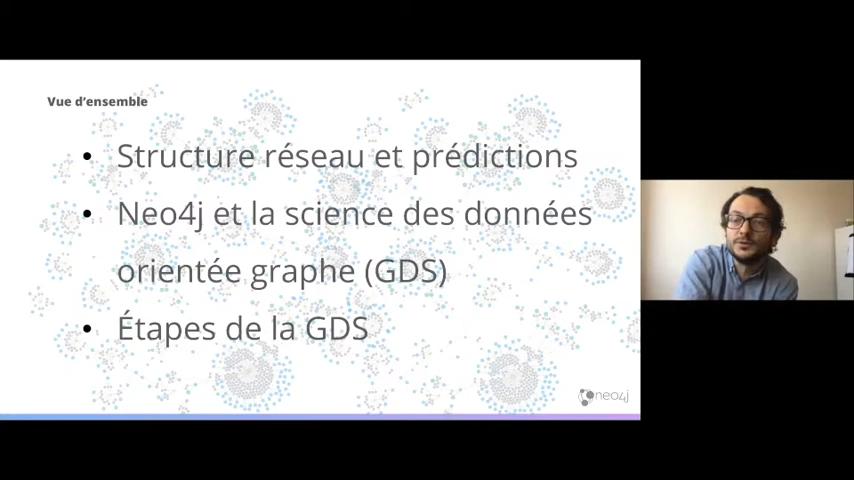 Vue d'ensemble
• Structure réseau et prédictions
• Neo4j et la science des données
orientée graphe (GDS)
• Étapes de la GDS
neo4j